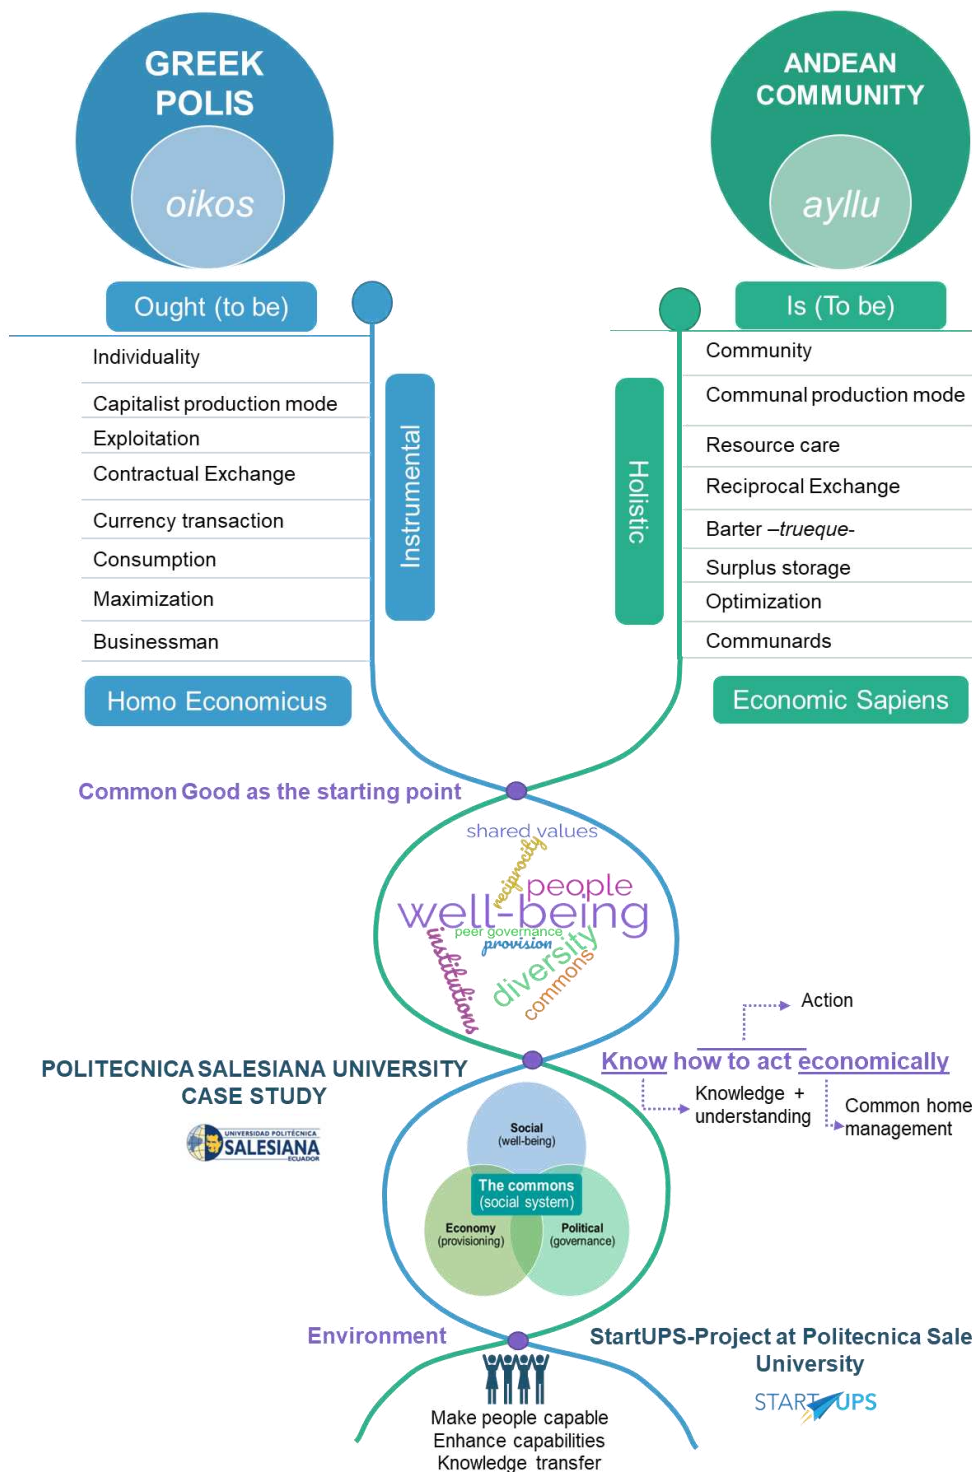 GREEK
POLIS
oikos
ANDEAN
COMMUNITY
ayllu
Ought (to be)
Individuality
Capitalist production mode
Exploitation
Contractual Exchange
Currency transaction
Consumption
Maximization
Businessman
Homo Economicus
Instrumental
Is (To be)
Community
Communal production mode
Resource care
Reciprocal Exchange
Barter –trueque-
Surplus storage
Optimization
Communards
Economic Sapiens
Holistic
Common Good as the starting point
shared values
reciprocity
people
well-being
peer governance
provision
institutions
diversity
commons
Action
Know how to act economically
Knowledge +
understanding
Common home
management
POLITECNICA SALESIANA UNIVERSITY
CASE STUDY
UNIVERSIDAD POLITÉCNICA
SALESIANA
ECUADOR
Social
(well-being)
The commons
(social system)
Economy
(provisioning)
Political
(governance)
Environment
StartUPS-Project at Politecnica Sale
University
START UPS
Make people capable
Enhance capabilities
Knowledge transfer